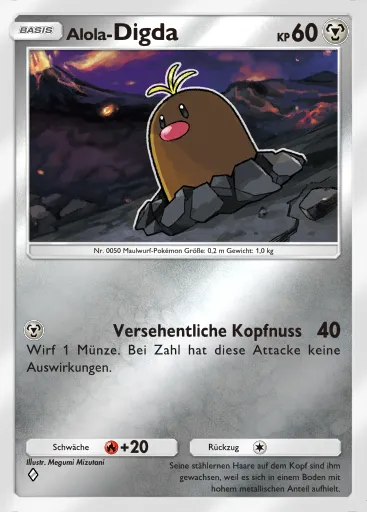 BASIS Alola-Digda KP 60
Nr. 0050 Maulwurf-Pokémon Größe: 0,2 m Gewicht: 1,0 kg
Versehentliche Kopfnuss 40
Wirf 1 Münze. Bei Zahl hat diese Attacke keine
Auswirkungen.
Schwäche +20 Rückzug
Illustr. Megumi Mizutani
Seine stählernen Haare auf dem Kopf sind ihm
gewachsen, weil es sich in einem Boden mit
hohem metallischen Anteil aufhielt.